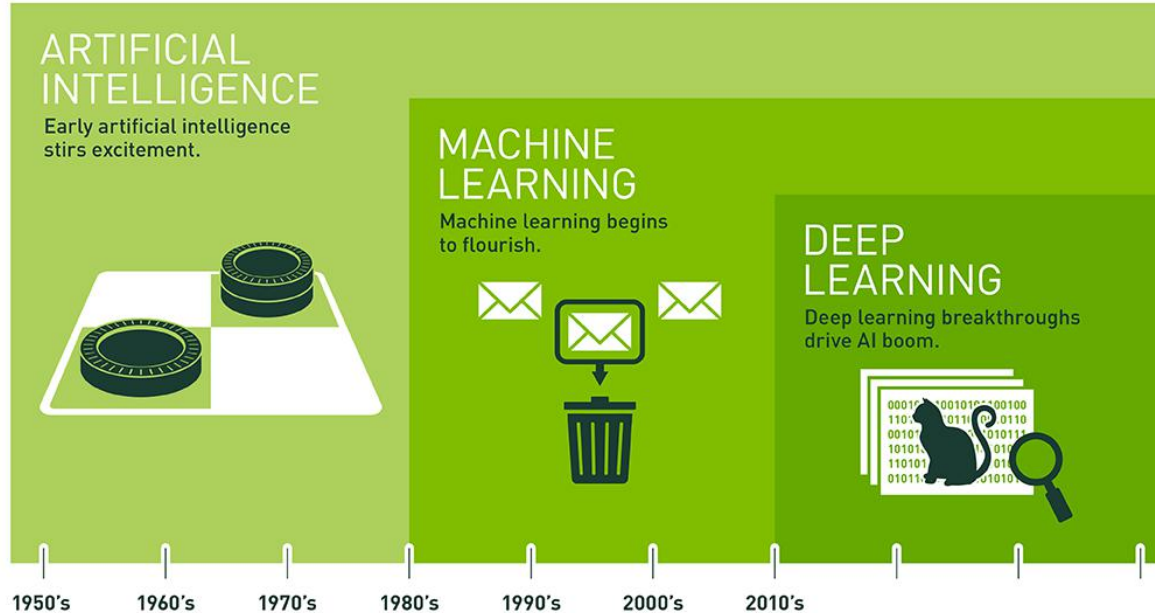 ARTIFICIAL
INTELLIGENCE
Early artificial intelligence
stirs excitement.
MACHINE
LEARNING
Machine learning begins
to flourish.
DEEP
LEARNING
Deep learning breakthroughs
drive AI boom.
1950's 1960's 1970's 1980's 1990's 2000's 2010's